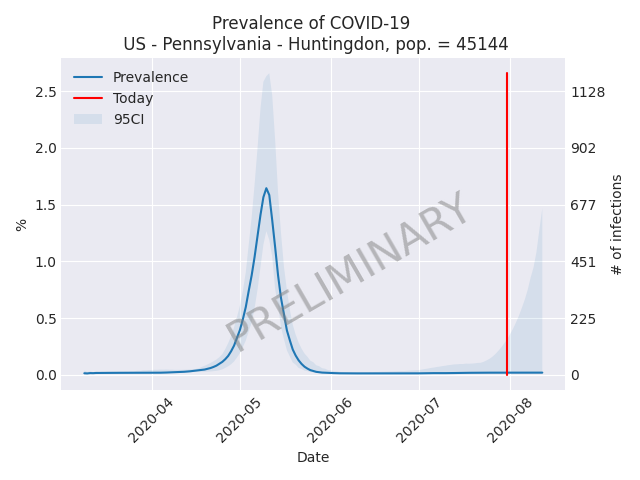 Prevalence of COVID-19
US - Pennsylvania - Huntingdon, pop. = 45144
Prevalence
Today
95CI
2.5
2.0
1.5
1.0
0.5
0.0
%
1128
902
677
451
225
0
# of infections
PRELIMINARY
2020-04
2020-05
2020-06
2020-07
2020-08
Date